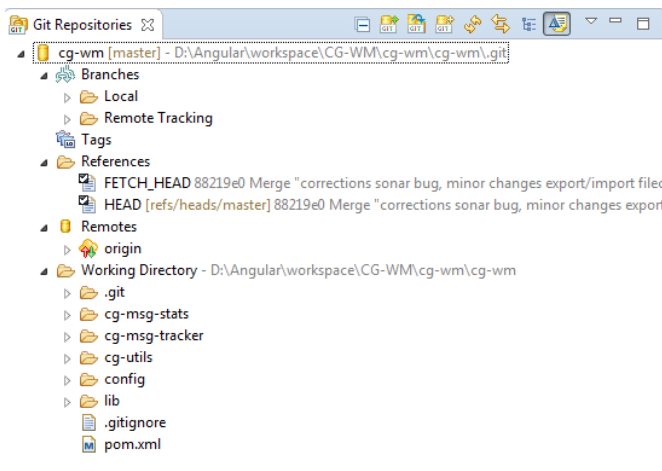 Git Repositories
cg-wm [master] - D:\Angular\workspace\CG-WM\cg-wm\cg-wm\.git
Branches
Local
Remote Tracking
Tags
References
FETCH_HEAD 88219e0 Merge "corrections sonar bug, minor changes export/import filed
HEAD [refs/heads/master] 88219e0 Merge "corrections sonar bug, minor changes export
Remotes
origin
Working Directory - D:\Angular\workspace\CG-WM\cg-wm\cg-wm
.git
cg-msg-stats
cg-msg-tracker
cg-utils
config
lib
.gitignore
pom.xml